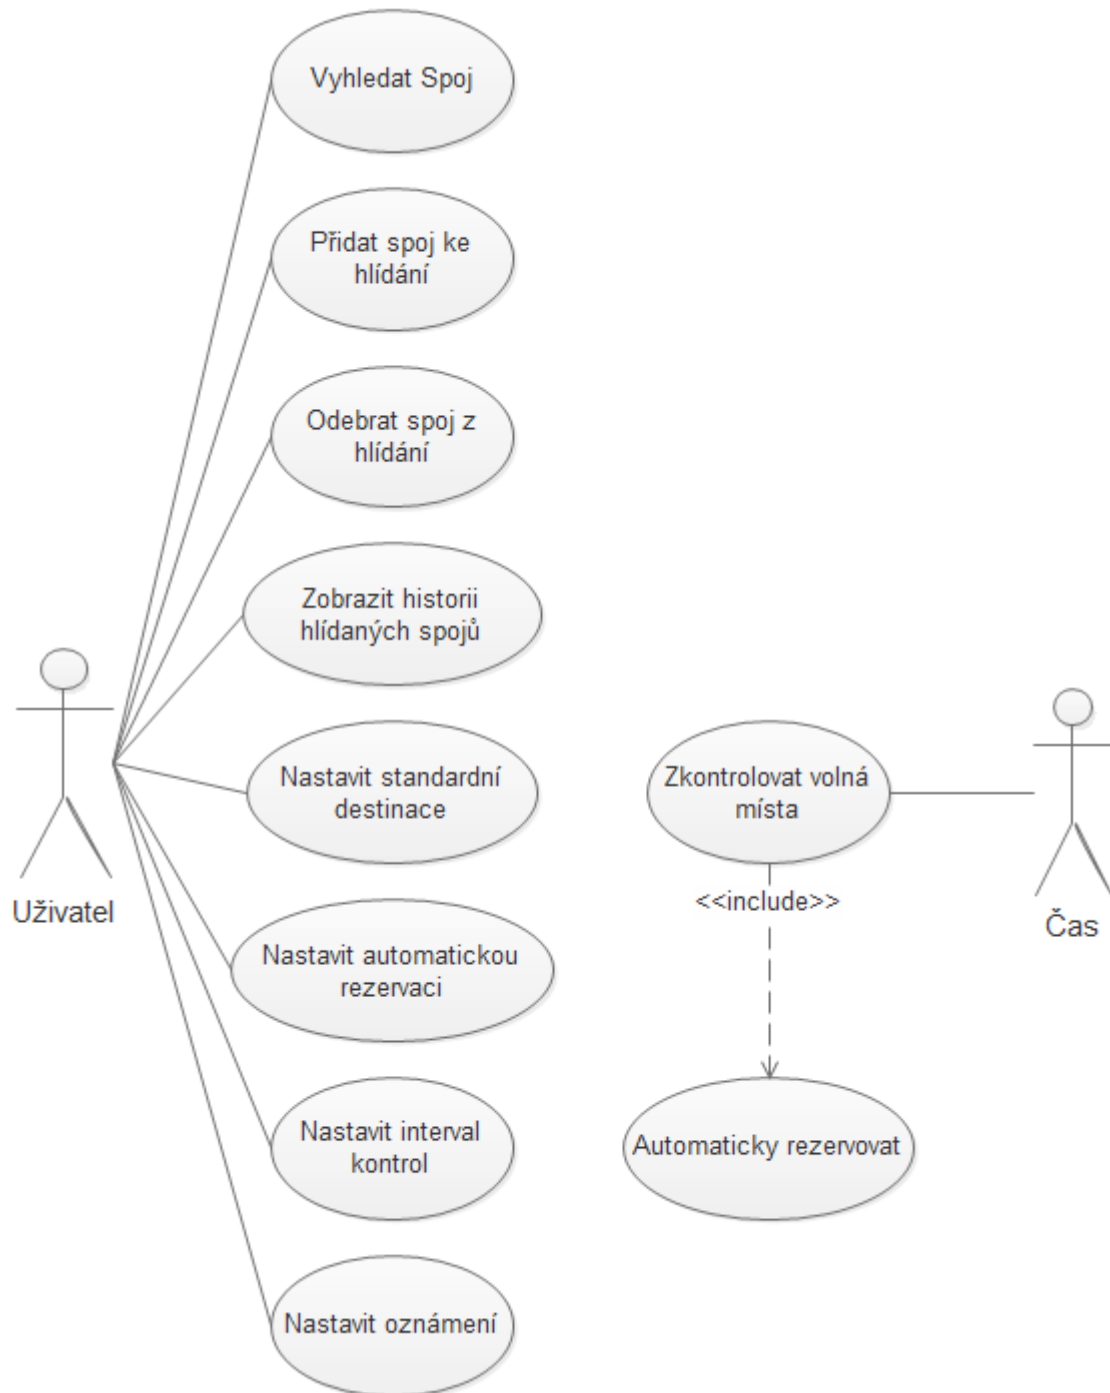 Vyhledat Spoj
Přidat spoj ke
hlídání
Odebrat spoj z
hlídání
Zobrazit historii
hlídaných spojů
Nastavit standardní
destinace
Nastavit automatickou
rezervaci
Nastavit interval
kontrol
Nastavit oznámení
Uživatel
Zkontrolovat volná
místa
<<include>>
Automaticky rezervovat
Čas